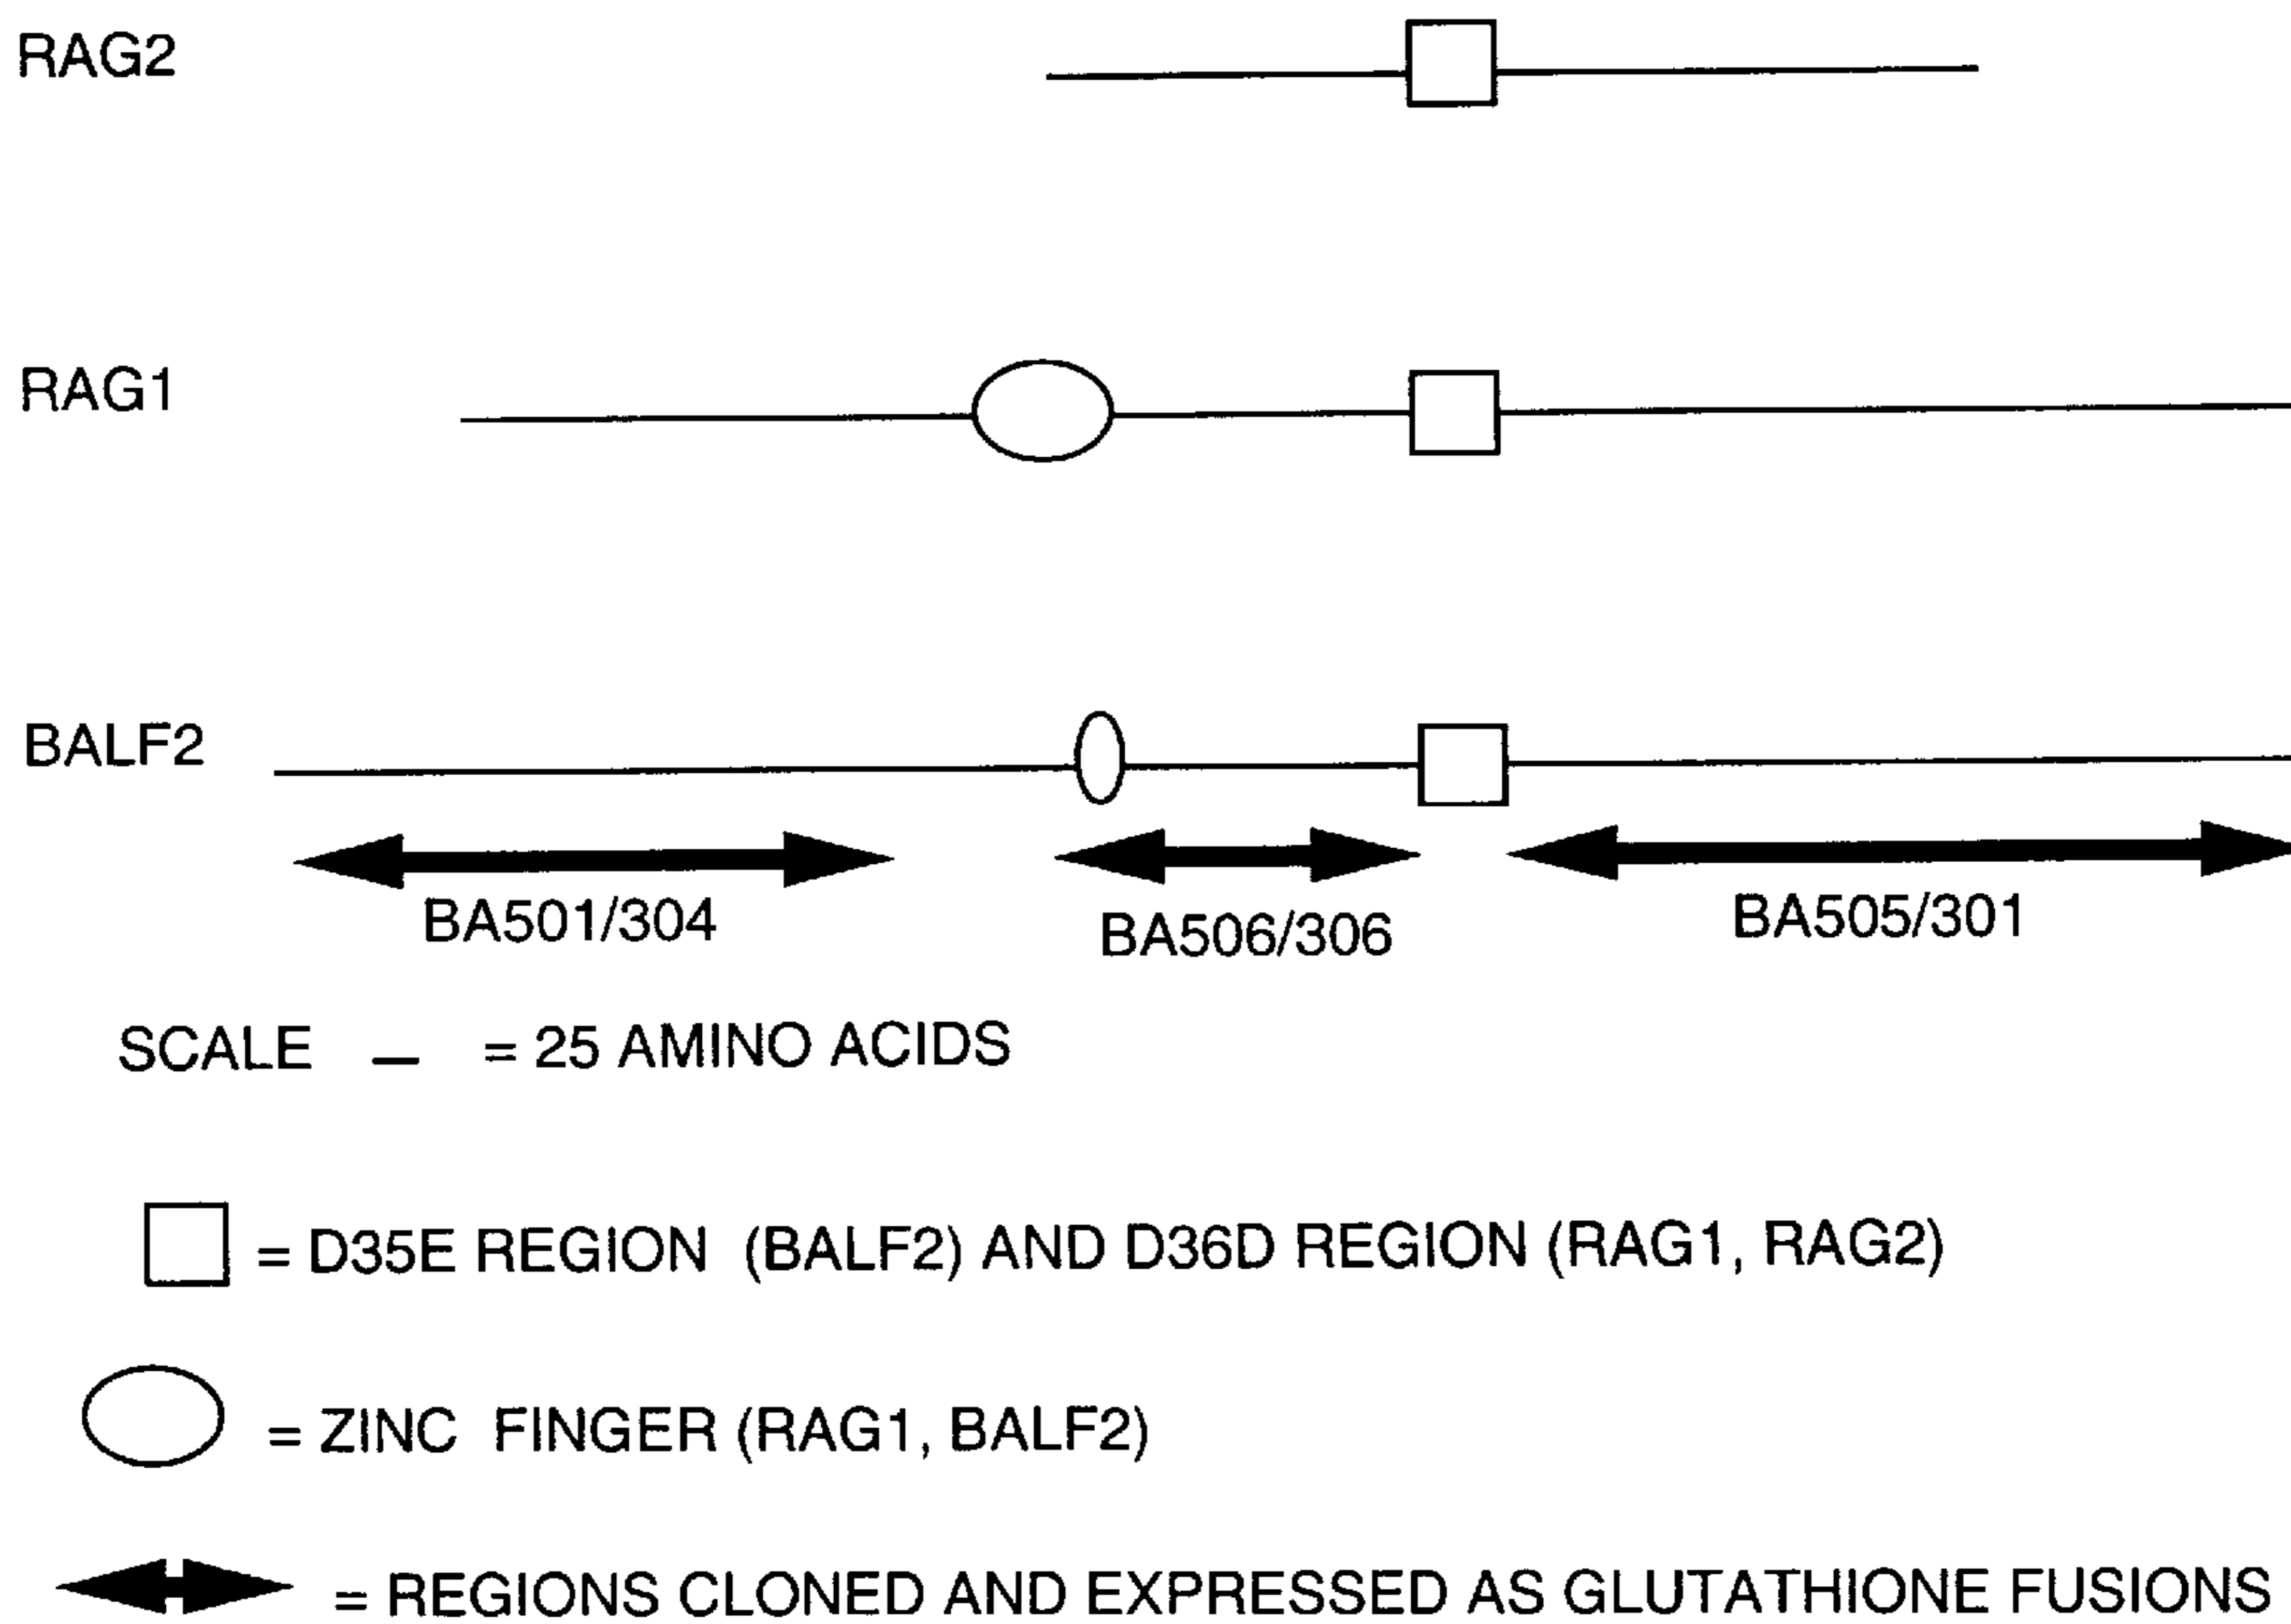 RAG2
RAG1
BALF2
BA501/304
BA506/306
BA505/301
SCALE — = 25 AMINO ACIDS
= D35E REGION (BALF2) AND D36D REGION (RAG1, RAG2)
= ZINC FINGER (RAG1, BALF2)
= REGIONS CLONED AND EXPRESSED AS GLUTATHIONE FUSIONS